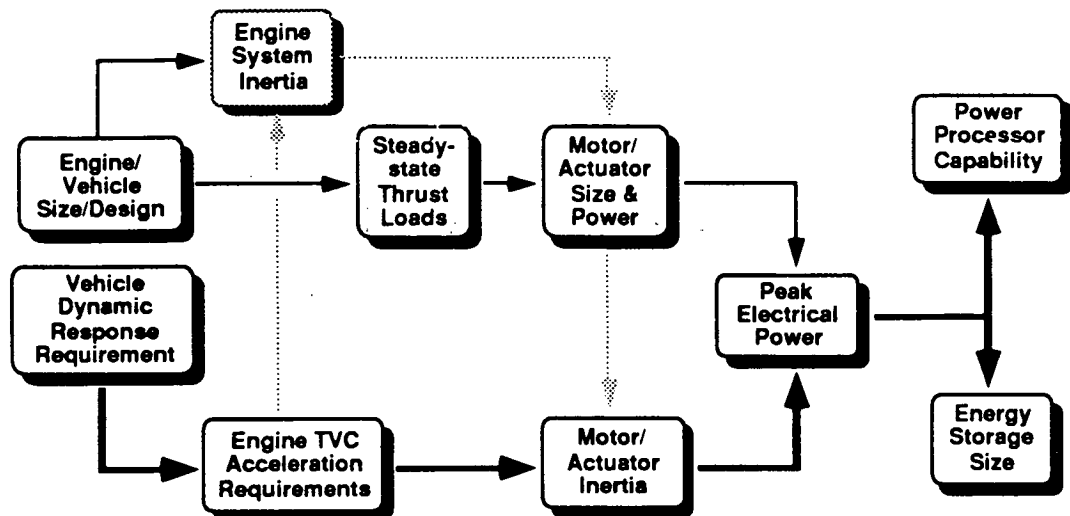 Engine
System
Inertia
Engine/
Vehicle
Size/Design
Steady-
state
Thrust
Loads
Motor/
Actuator
Size &
Power
Power
Processor
Capability
Vehicle
Dynamic
Response
Requirement
Peak
Electrical
Power
Engine TVC
Acceleration
Requirements
Motor/
Actuator
Inertia
Energy
Storage
Size